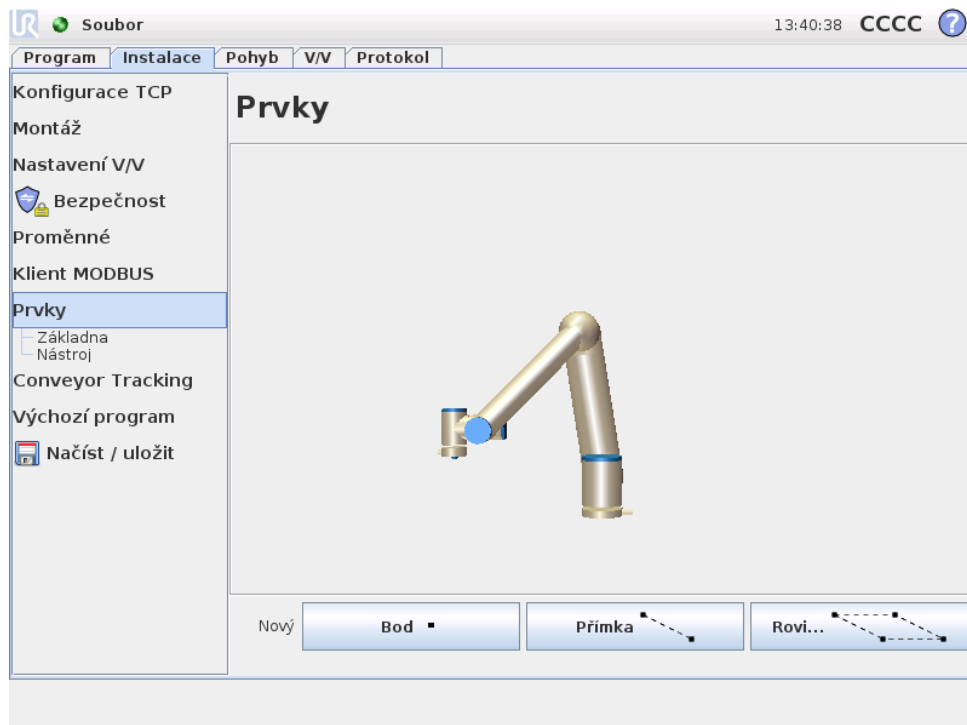 UR Soubor 13:40:38 CCCC ?
Program Instalace Pohyb V/V Protokol
Konfigurace TCP
Montáž
Nastavení V/V
Bezpečnost
Proměnné
Klient MODBUS
Prvky
Základna
Nástroj
Conveyor Tracking
Výchozí program
Načíst / uložit
Prvky
Nový Bod Přímka Rovi...